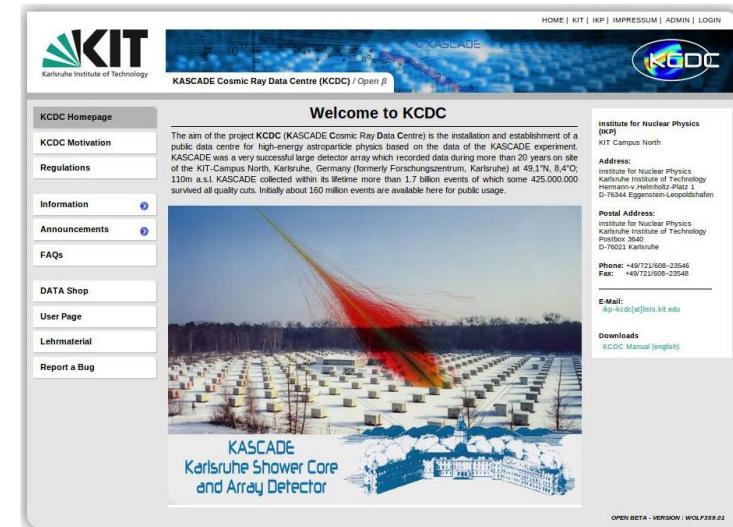 HOME | KIT | IKP | IMPRESSUM | ADMIN | LOGIN
KIT
Karlsruhe Institute of Technology
KASCADE
KCDC
KASCADE Cosmic Ray Data Centre (KCDC) / Open β
KCDC Homepage
KCDC Motivation
Regulations
Information
Announcements
FAQs
DATA Shop
User Page
Lehrmaterial
Report a Bug
Welcome to KCDC
The aim of the project KCDC (KASCADE Cosmic Ray Data Centre) is the installation and establishment of a
public data centre for high-energy astroparticle physics based on the data of the KASCADE experiment.
KASCADE was a very successful large detector array which recorded data during more than 20 years on site
of the KIT-Campus North, Karlsruhe, Germany (formerly Forschungszentrum, Karlsruhe) at 49,1°N, 8,4°O;
110m a.s.l. KASCADE collected within its lifetime more than 1.7 billion events of which some 425.000.000
survived all quality cuts. Initially about 160 million events are available here for public usage.
KASCADE
Karlsruhe Shower Core
and Array Detector
Institute for Nuclear Physics
(IKP)
KIT Campus North
Address:
Institute for Nuclear Physics
Karlsruhe Institute of Technology
Hermann-v.Helmholtz-Platz 1
D-76344 Eggenstein-Leopoldshafen
Postal Address:
Institute for Nuclear Physics
Karlsruhe Institute of Technology
Postbox 3640
D-76021 Karlsruhe
Phone: +49/721/608–23546
Fax: +49/721/608–23548
E-Mail:
ikp-kcdc[at]lists.kit.edu
Downloads
KCDC Manual (english)
OPEN BETA - VERSION : WOLF359.01